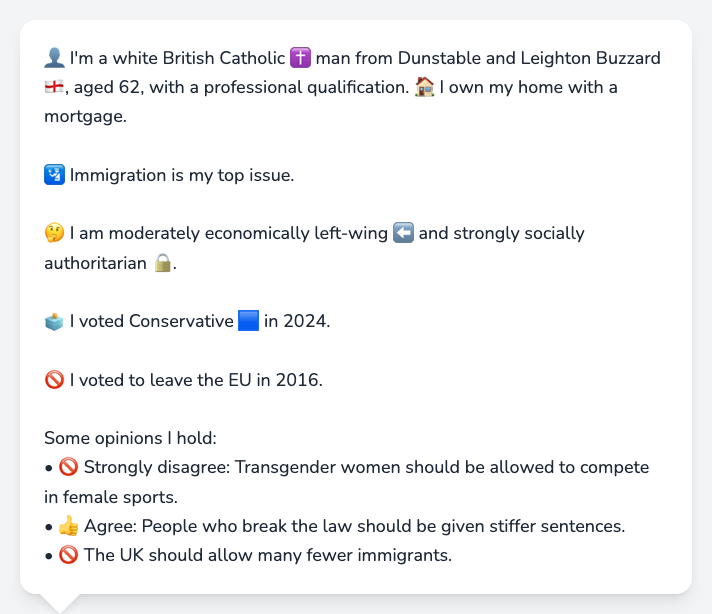 👤 I'm a white British Catholic ✝️ man from Dunstable and Leighton Buzzard
🏴󠁧󠁢󠁥󠁮󠁧󠁿, aged 62, with a professional qualification. 🏠 I own my home with a
mortgage.
🛂 Immigration is my top issue.
🤔 I am moderately economically left-wing ⬅️ and strongly socially
authoritarian 🔒.
🗳️ I voted Conservative 🟦 in 2024.
🚫 I voted to leave the EU in 2016.
Some opinions I hold:
• 🚫 Strongly disagree: Transgender women should be allowed to compete
in female sports.
• 👍 Agree: People who break the law should be given stiffer sentences.
• 🚫 The UK should allow many fewer immigrants.